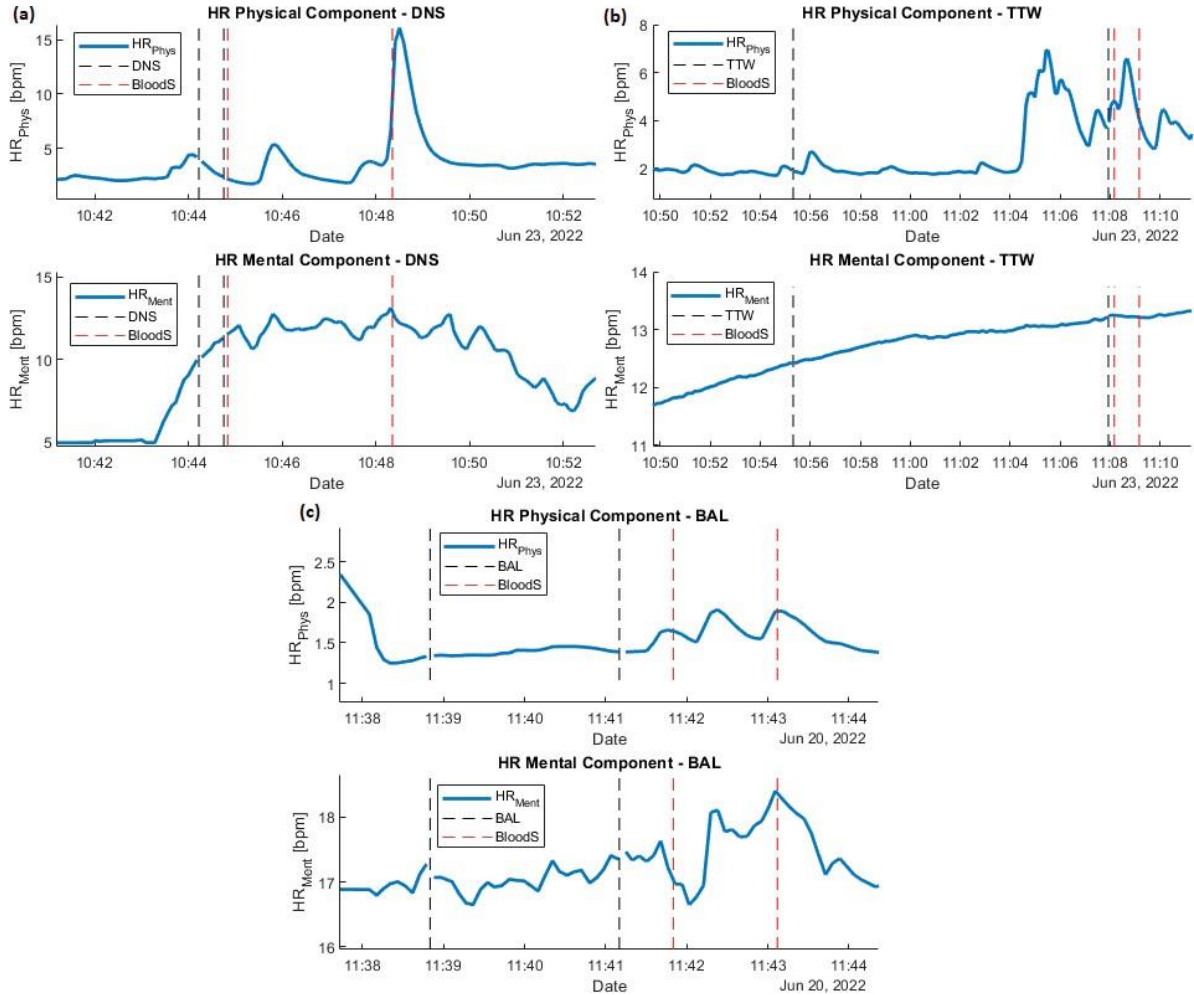 (a)
HR Physical Component - DNS
HR_Phys [bpm]
15
10
5
HR_Phys
DNS
BloodS
10:42 10:44 10:46 10:48 10:50 10:52
Date
Jun 23, 2022
HR Mental Component - DNS
HR_Ment [bpm]
15
10
5
HR_Ment
DNS
BloodS
10:42 10:44 10:46 10:48 10:50 10:52
Date
Jun 23, 2022
(b)
HR Physical Component - TTW
HR_Phys [bpm]
8
6
4
2
HR_Phys
TTW
BloodS
10:50 10:52 10:54 10:56 10:58 11:00 11:02 11:04 11:06 11:08 11:10
Date
Jun 23, 2022
HR Mental Component - TTW
HR_Ment [bpm]
14
13
12
11
HR_Ment
TTW
BloodS
10:50 10:52 10:54 10:56 10:58 11:00 11:02 11:04 11:06 11:08 11:10
Date
Jun 23, 2022
(c)
HR Physical Component - BAL
HR_Phys [bpm]
2.5
2
1.5
1
HR_Phys
BAL
BloodS
11:38 11:39 11:40 11:41 11:42 11:43 11:44
Date
Jun 20, 2022
HR Mental Component - BAL
HR_Ment [bpm]
18
17
16
HR_Ment
BAL
BloodS
11:38 11:39 11:40 11:41 11:42 11:43 11:44
Date
Jun 20, 2022